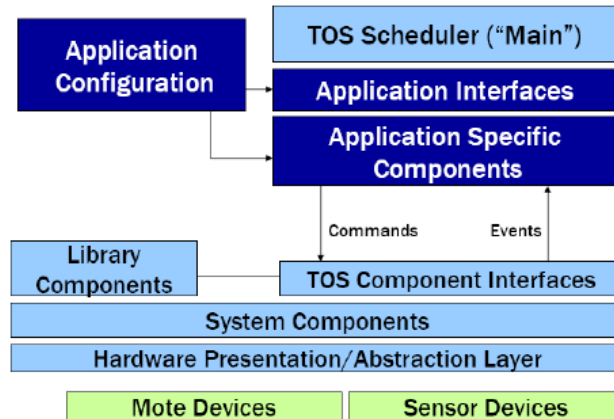 Application
Configuration
TOS Scheduler (“Main”)
Application Interfaces
Application Specific
Components
Commands
Events
Library
Components
TOS Component Interfaces
System Components
Hardware Presentation/Abstraction Layer
Mote Devices
Sensor Devices